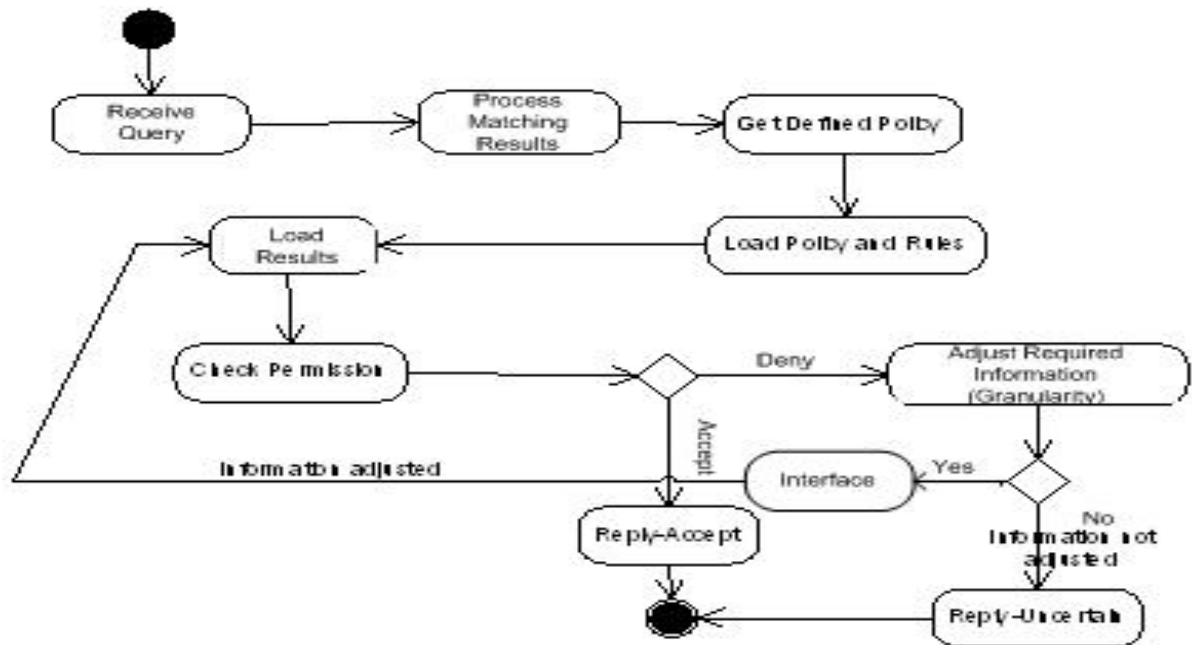 Receive
Query
Process
Matching
Results
Get Defined Policy
Load
Results
Load Policy and Rules
Check Permission
Deny
Adjust Required
Information
(Granularity)
Accept
Information adjusted
Interface
Yes
Reply-Accept
No
Information not
adjusted
Reply-Uncertain